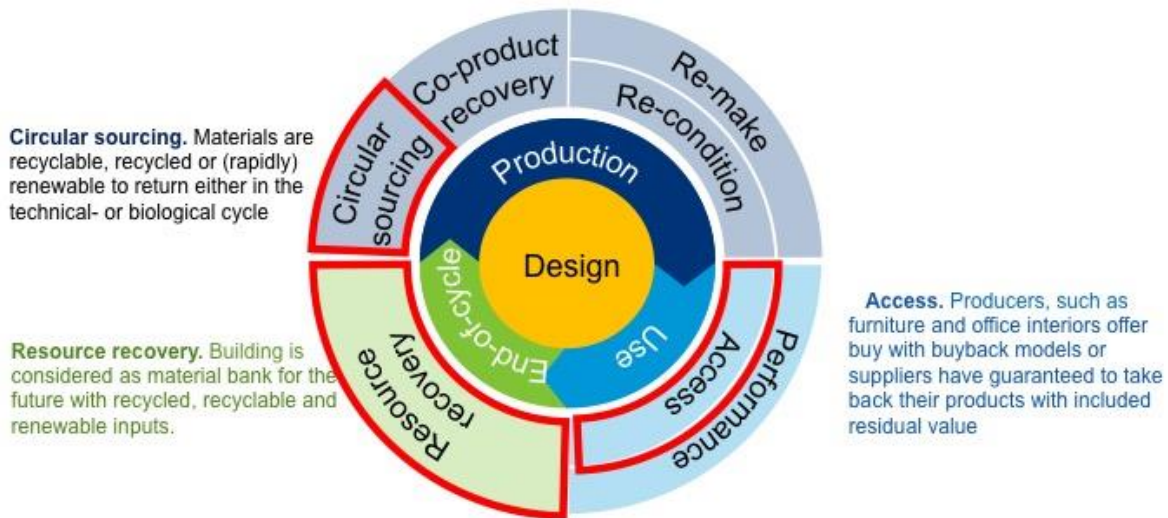 Co-product
recovery
Re-make
Re-condition
Circular
sourcing
Circular sourcing. Materials are
recyclable, recycled or (rapidly)
renewable to return either in the
technical- or biological cycle
Production
Design
End-of-cycle
Use
Resource
recovery
Access
Performance
Resource recovery. Building is
considered as material bank for the
future with recycled, recyclable and
renewable inputs.
Access. Producers, such as
furniture and office interiors offer
buy with buyback models or
suppliers have guaranteed to take
back their products with included
residual value